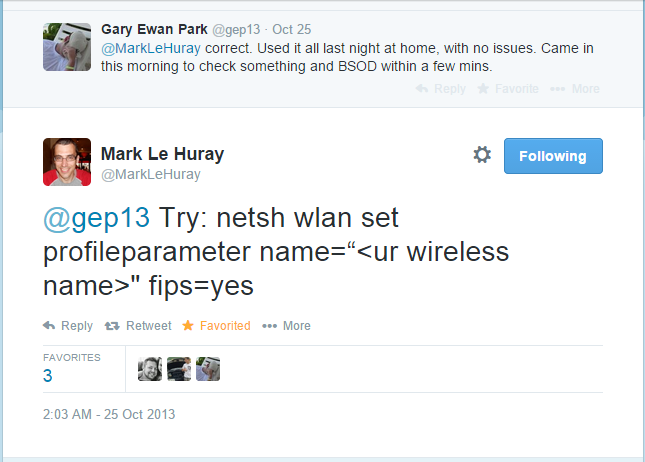 Gary Ewan Park @gep13 · Oct 25
@MarkLeHuray correct. Used it all last night at home, with no issues. Came in
this morning to check something and BSOD within a few mins.
Reply Favorite More
Mark Le Huray
@MarkLeHuray
Following
@gep13 Try: netsh wlan set
profileparameter name=“<ur wireless
name>" fips=yes
Reply Retweet Favorited More
FAVORITES
3
2:03 AM - 25 Oct 2013